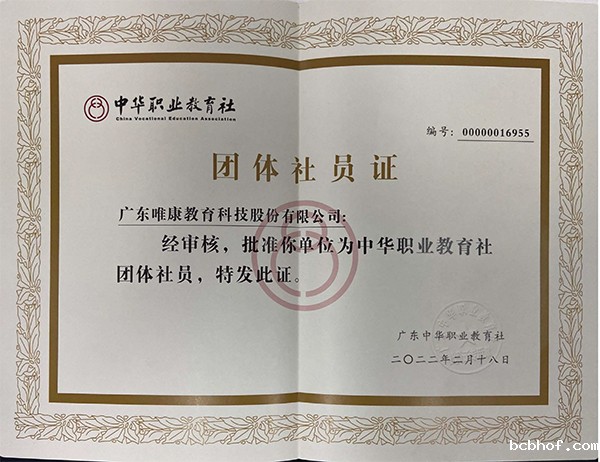 中华职业教育社
China Vocational Education Association
编号：00000016955
团体社员证
广东唯康教育科技股份有限公司：
经审核，批准你单位为中华职业教育社
团体社员，特发此证。
广东中华职业教育社
二〇二二年二月十八日
www.bcbhof.com